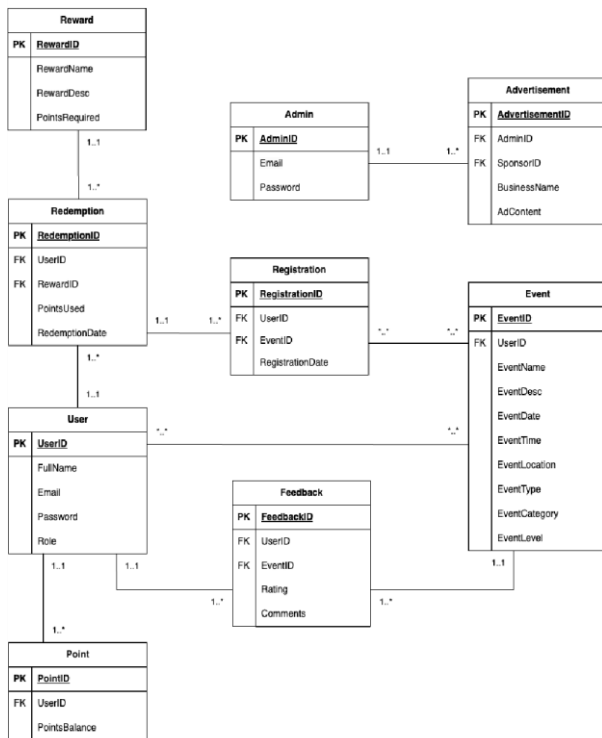 Reward
PK RewardID
RewardName
RewardDesc
PointsRequired
1..1
1..*
Redemption
PK RedemptionID
FK UserID
FK RewardID
PointsUsed
RedemptionDate
1..1
1..*
1..*
1..1
User
PK UserID
FullName
Email
Password
Role
*..*
*..*
1..1
1..1
1..*
1..*
Point
PK PointID
FK UserID
PointsBalance
Admin
PK AdminID
Email
Password
1..1
1..*
Advertisement
PK AdvertisementID
FK AdminID
FK SponsorID
BusinessName
AdContent
Registration
PK RegistrationID
FK UserID
FK EventID
RegistrationDate
*..*
*..*
Event
PK EventID
FK UserID
EventName
EventDesc
EventDate
EventTime
EventLocation
EventType
EventCategory
EventLevel
1..1
1..*
Feedback
PK FeedbackID
FK UserID
FK EventID
Rating
Comments